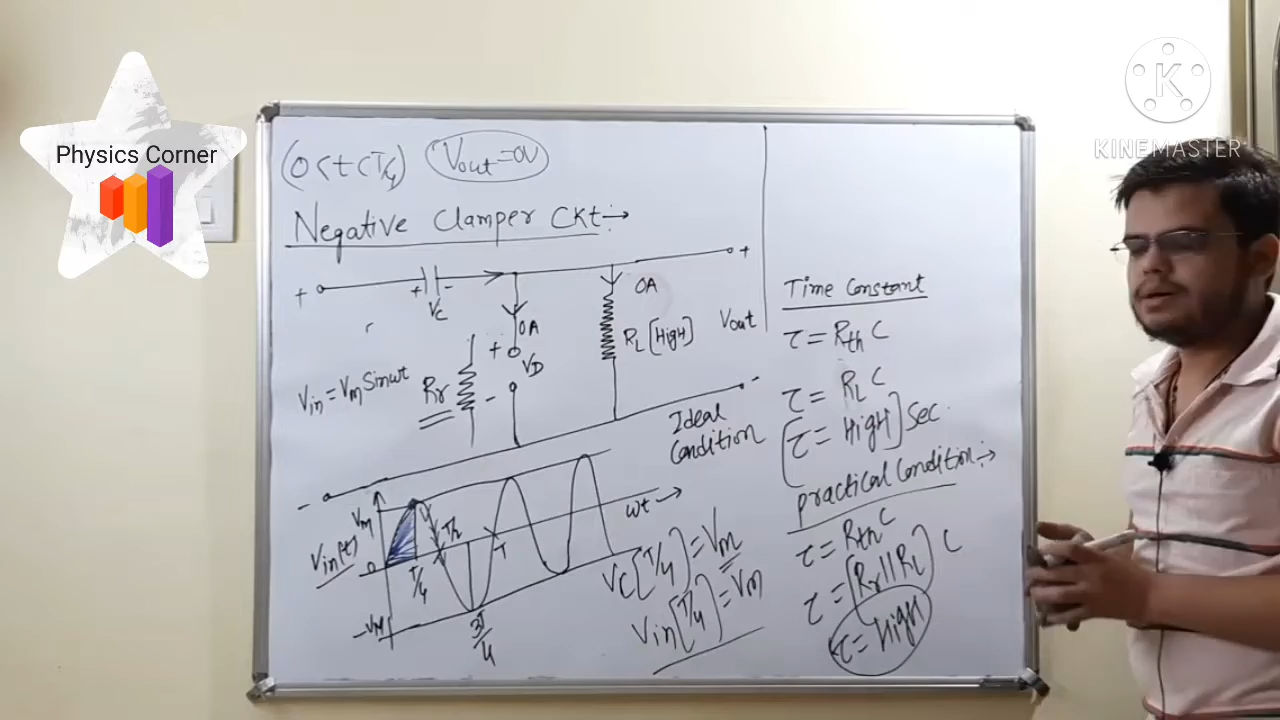 Physics Corner
K
KINEMASTER
(0<t<T/4) Vout=0V
Negative Clamper CKt:→
+ + Vc - +
0A 0A
+ VD RL [High] Vout
Vin = Vm Sinωt Rr -
-
Ideal
Condition
-
Vm
Vin(t)
0
-Vm
T/4 T/2 3T/4 T ωt →
Vc[T/4] = Vm
Vin[T/4] = Vm
Time Constant
τ = Rth C
τ = RL C
[τ = High] Sec.
Practical Condition:→
τ = Rth C
τ = [Rr||RL] C
τ = High